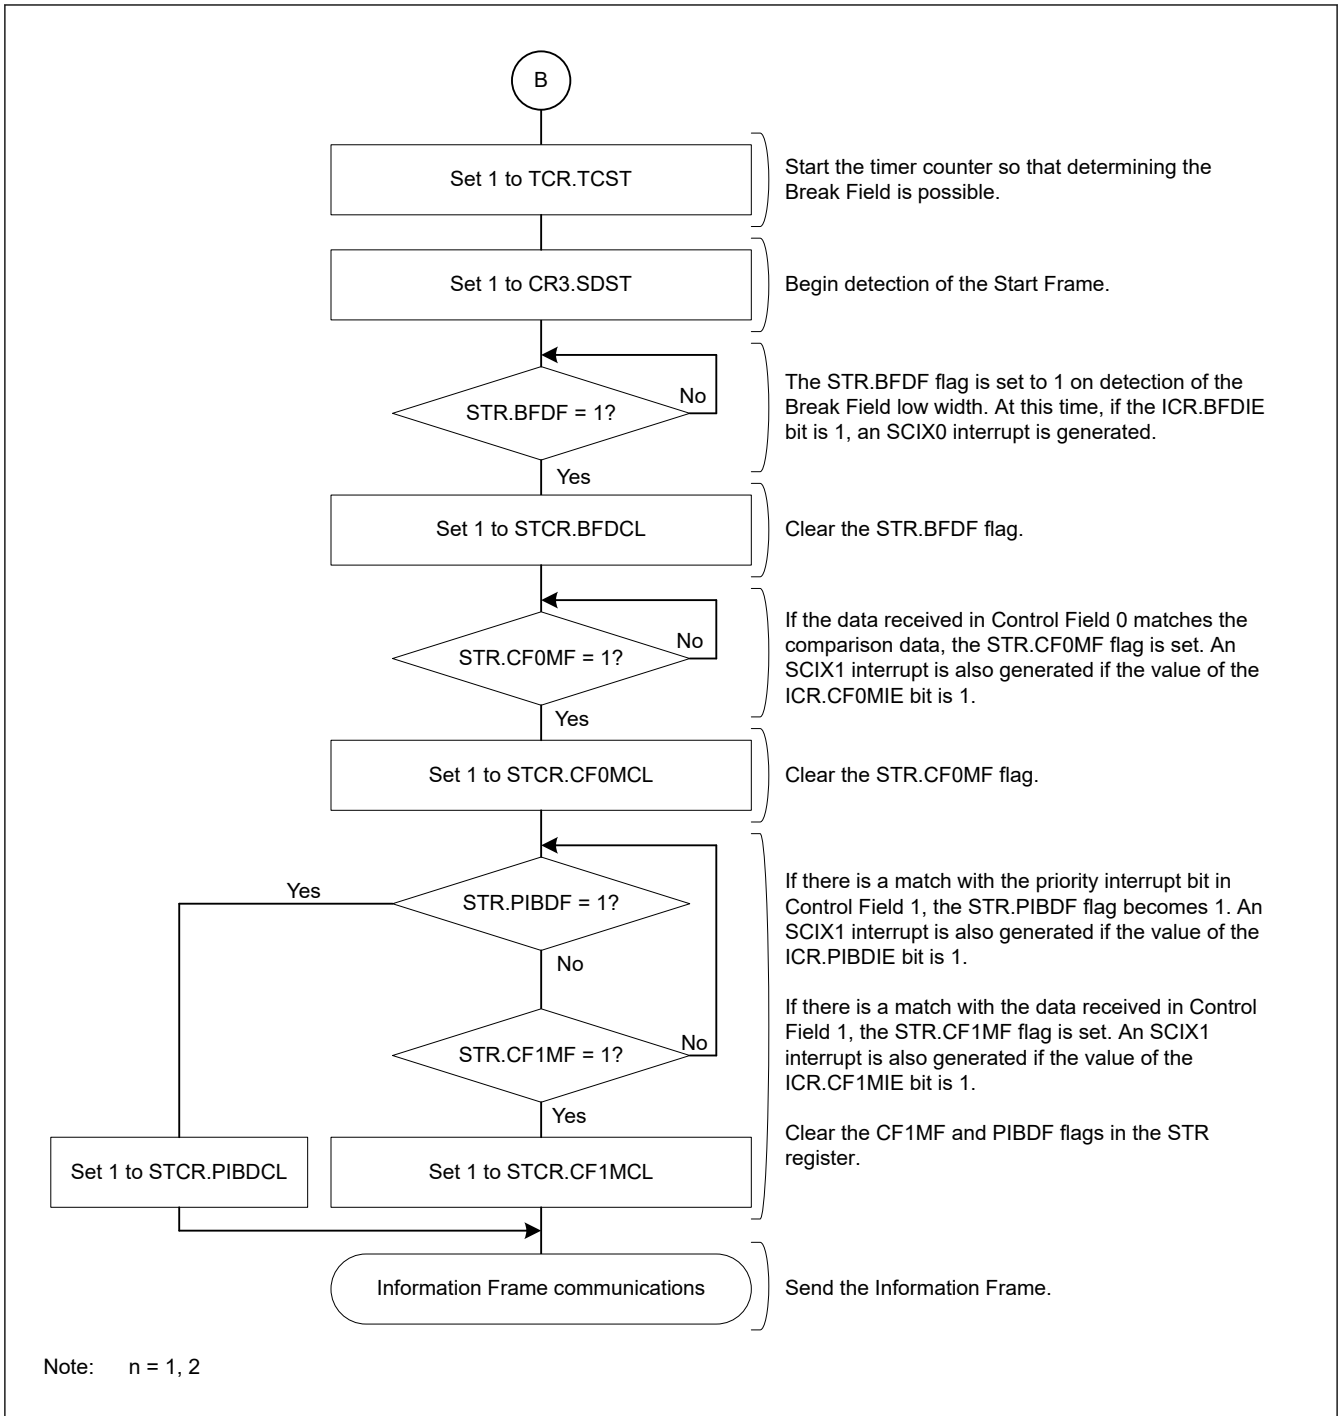 B
Set 1 to TCR.TCST
Start the timer counter so that determining the
Break Field is possible.
Set 1 to CR3.SDST
Begin detection of the Start Frame.
STR.BFDF = 1?
No
Yes
The STR.BFDF flag is set to 1 on detection of the
Break Field low width. At this time, if the ICR.BFDIE
bit is 1, an SCIX0 interrupt is generated.
Set 1 to STCR.BFDCL
Clear the STR.BFDF flag.
STR.CF0MF = 1?
No
Yes
If the data received in Control Field 0 matches the
comparison data, the STR.CF0MF flag is set. An
SCIX1 interrupt is also generated if the value of the
ICR.CF0MIE bit is 1.
Set 1 to STCR.CF0MCL
Clear the STR.CF0MF flag.
Yes
STR.PIBDF = 1?
No
If there is a match with the priority interrupt bit in
Control Field 1, the STR.PIBDF flag becomes 1. An
SCIX1 interrupt is also generated if the value of the
ICR.PIBDIE bit is 1.
STR.CF1MF = 1?
No
Yes
If there is a match with the data received in Control
Field 1, the STR.CF1MF flag is set. An SCIX1
interrupt is also generated if the value of the
ICR.CF1MIE bit is 1.
Set 1 to STCR.PIBDCL
Set 1 to STCR.CF1MCL
Clear the CF1MF and PIBDF flags in the STR
register.
Information Frame communications
Send the Information Frame.
Note: n = 1, 2